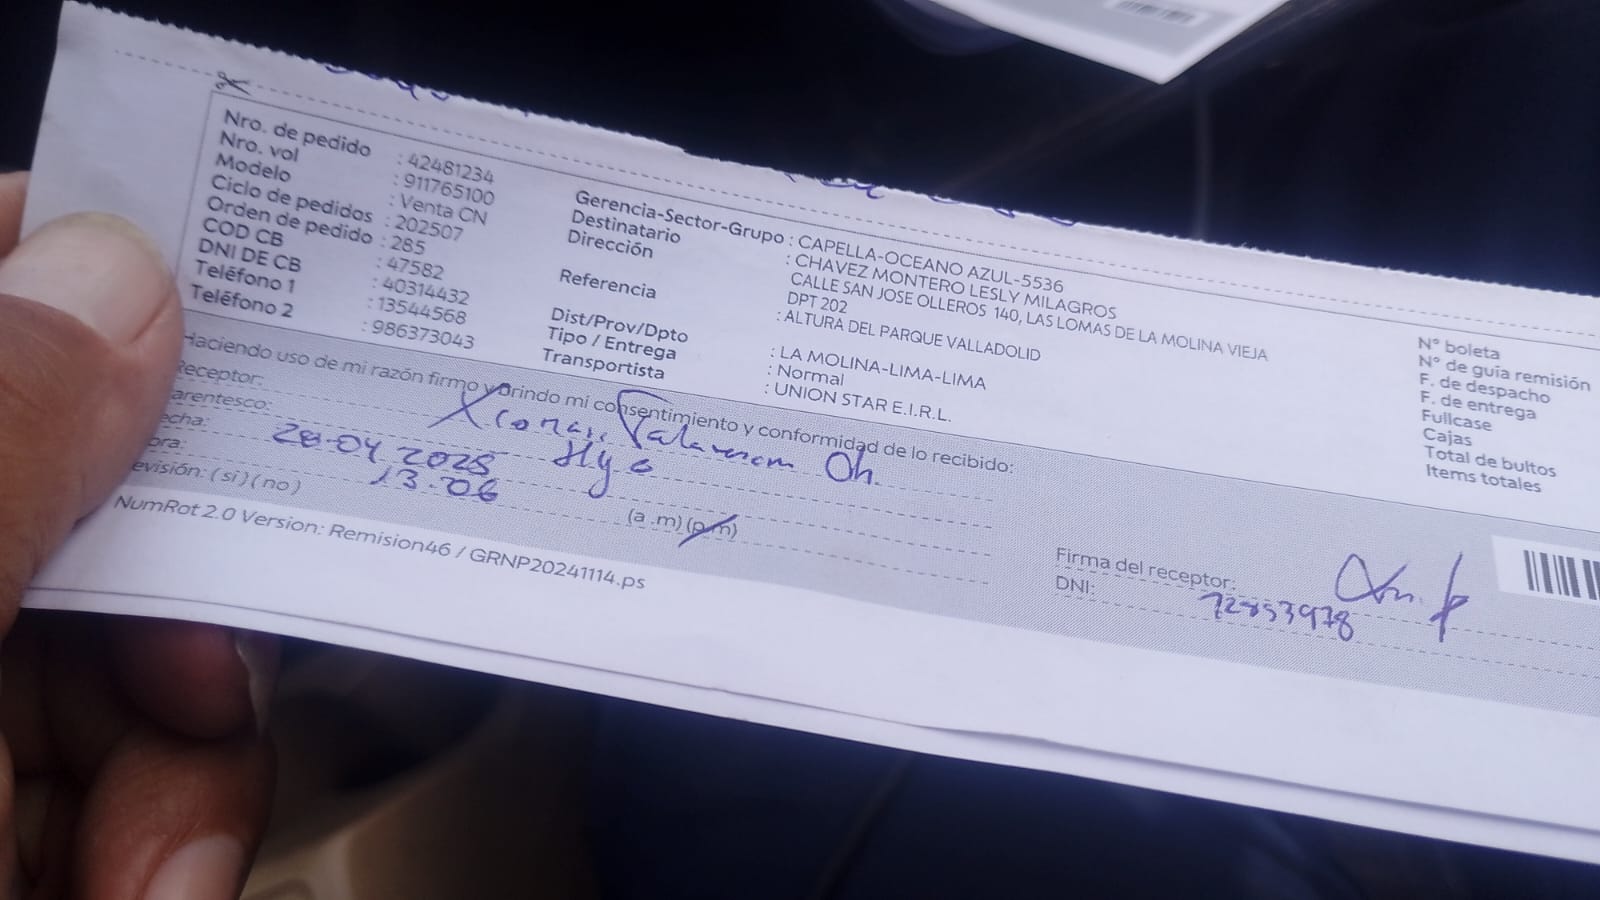 Nro. de pedido : 42481234
Nro. vol : 911765100
Modelo : Venta CN
Ciclo de pedidos : 202507
Orden de pedido : 285
COD CB : 47582
DNI DE CB : 40314432
Teléfono 1 : 13544568
Teléfono 2 : 986373043
Gerencia-Sector-Grupo : CAPELLA-OCEANO AZUL-5536
Destinatario : CHAVEZ MONTERO LESLY MILAGROS
Dirección CALLE SAN JOSE OLLEROS 140, LAS LOMAS DE LA MOLINA VIEJA
DPT 202
Referencia : ALTURA DEL PARQUE VALLADOLID
Dist/Prov/Dpto : LA MOLINA-LIMA-LIMA
Tipo / Entrega : Normal
Transportista : UNION STAR E.I.R.L.
N° boleta
N° de guía remisión
F. de despacho
F. de entrega
Fullcase
Cajas
Total de bultos
Items totales
Haciendo uso de mi razón firmo y brindo mi consentimiento y conformidad de lo recibido:
Receptor:
arentesco:
echa: 28-04 2025
ora: 13.06 (a .m) (p.m)
evisión: ( sí ) ( no )
Firma del receptor:
DNI:
NumRot 2.0 Version: Remision46 / GRNP20241114.ps